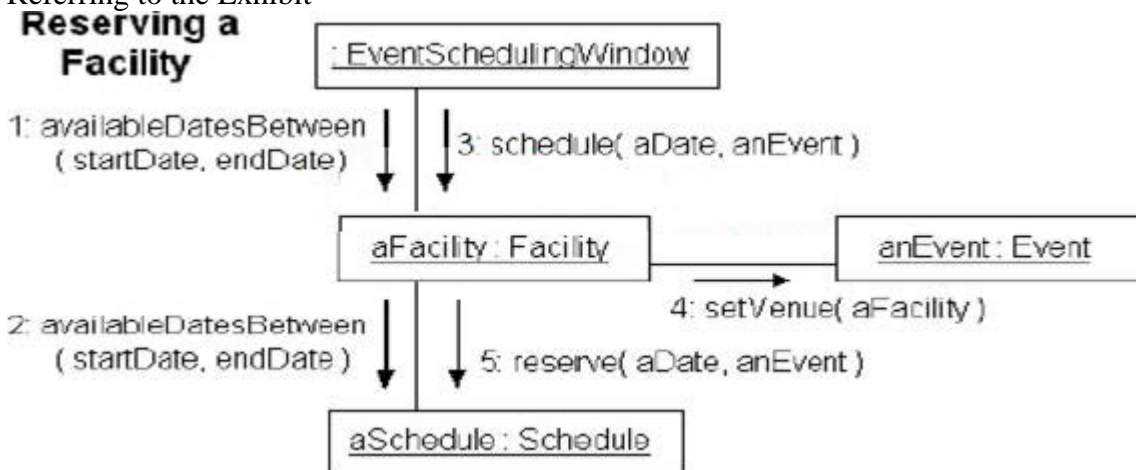 Referring to the Exhibit
Reserving a
Facility
: EventSchedulingWindow
1: availableDatesBetween
( startDate, endDate)
3: schedule( aDate, anEvent )
aFacility : Facility
anEvent : Event
4: setVenue( aFacility )
2: availableDatesBetween
( startDate, endDate )
5: reserve( aDate, anEvent )
aSchedule : Schedule